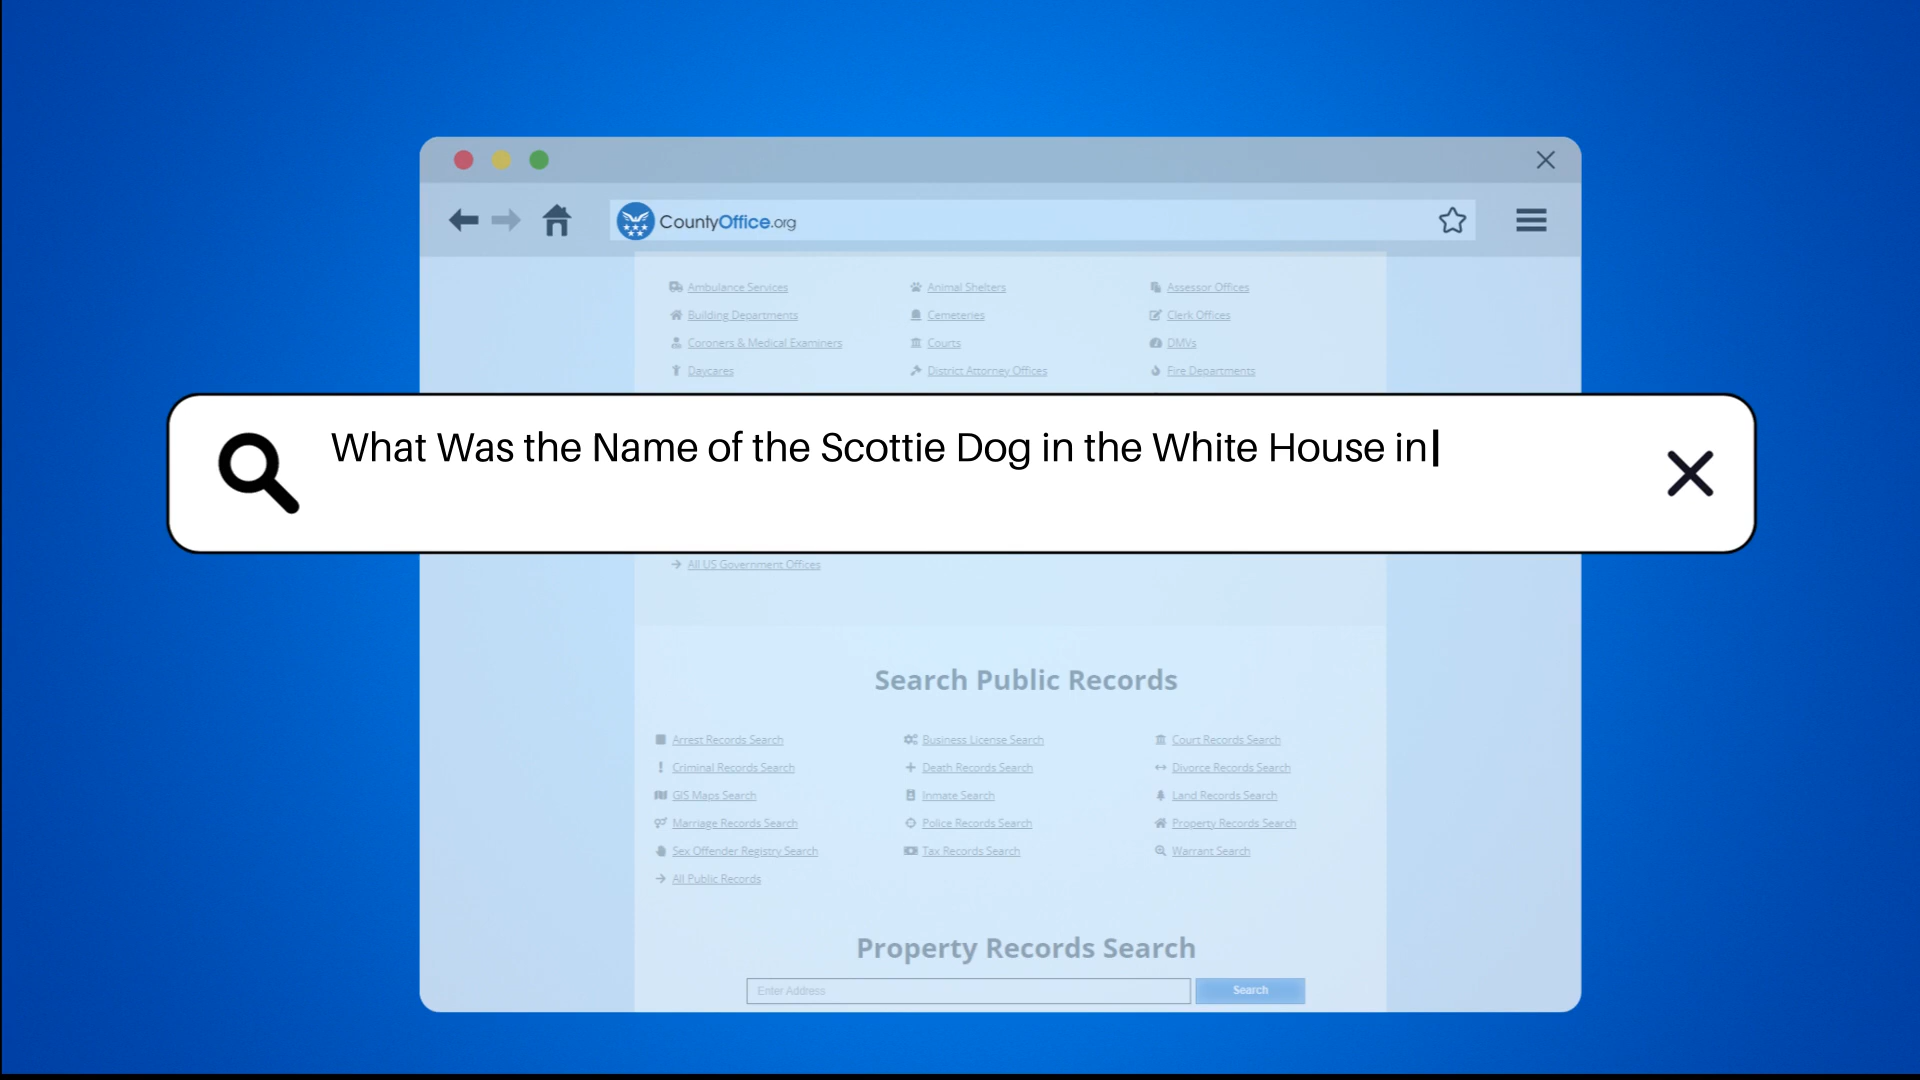 CountyOffice.org
Ambulance Services Animal Shelters Assessor Offices
Building Departments Cemeteries Clerk Offices
Coroners & Medical Examiners Courts DMVs
Daycares District Attorney Offices Fire Departments
What Was the Name of the Scottie Dog in the White House in
All US Government Offices
Search Public Records
Arrest Records Search Business License Search Court Records Search
Criminal Records Search Death Records Search Divorce Records Search
GIS Maps Search Inmate Search Land Records Search
Marriage Records Search Police Records Search Property Records Search
Sex Offender Registry Search Tax Records Search Warrant Search
All Public Records
Property Records Search
Enter Address Search